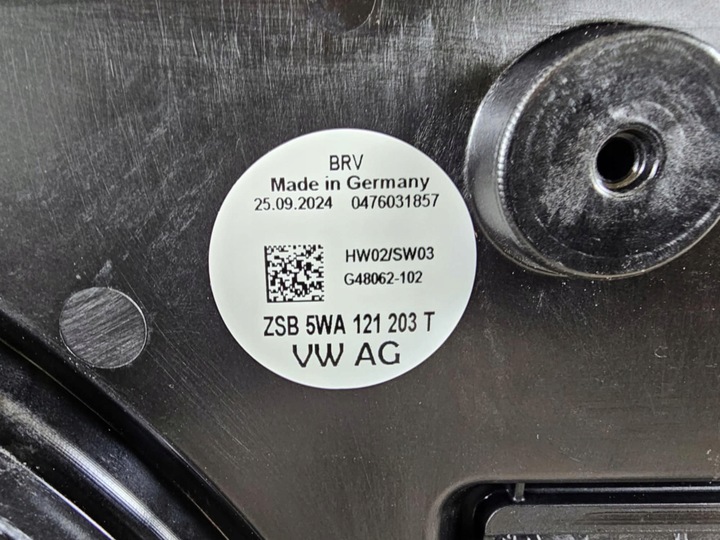 BRV
Made in Germany
25.09.2024 0476031857
HW02/SW03
G48062-102
ZSB 5WA 121 203 T
VW AG